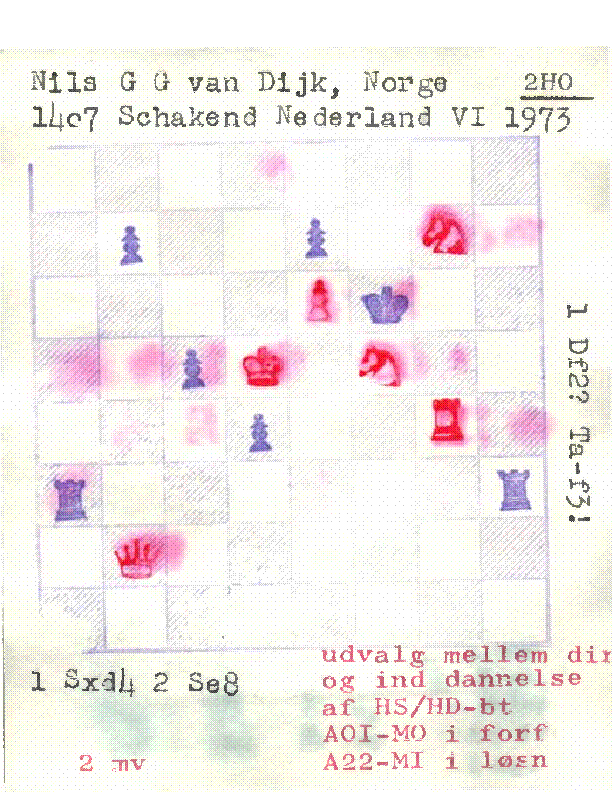 Nils G G van Dijk, Norge 2HO
14o7 Schakend Nederland VI 1973
1 Df2? Ta-f3!
1 Sxd4 2 Se8
udvalg mellem dir
og ind dannelse
af HS/HD-bt
AOI-MO i forf
A22-MI i løsn
2 mv